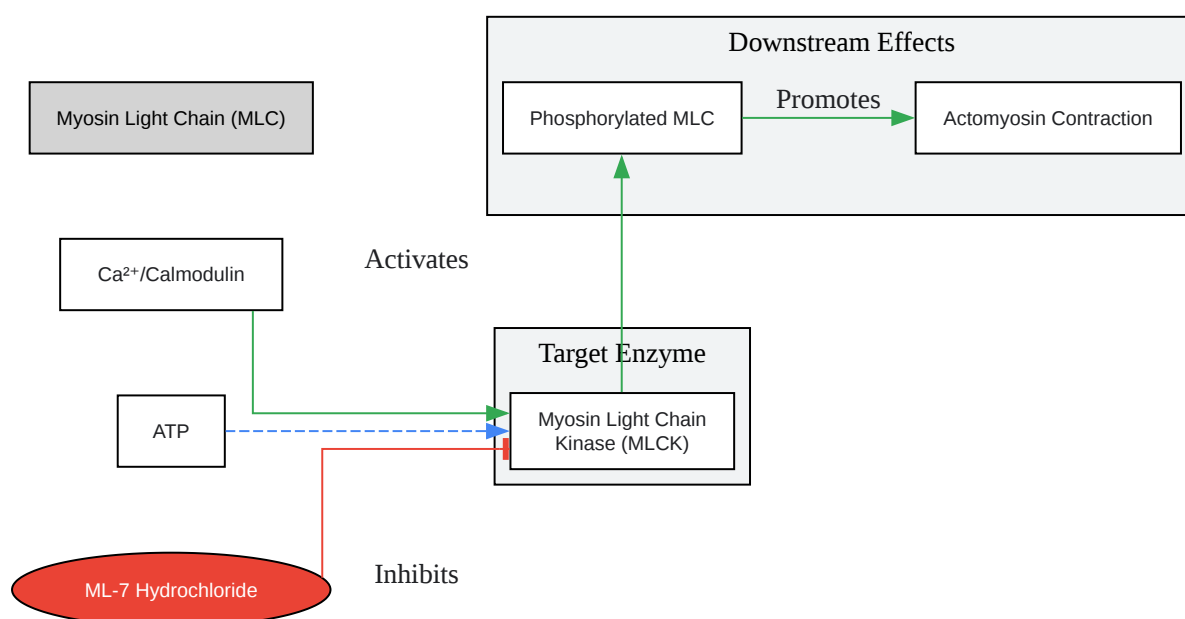 Downstream Effects
Myosin Light Chain (MLC)
Phosphorylated MLC
Promotes
Actomyosin Contraction
Activates
Ca²⁺/Calmodulin
Target Enzyme
ATP
Myosin Light Chain
Kinase (MLCK)
Inhibits
ML-7 Hydrochloride